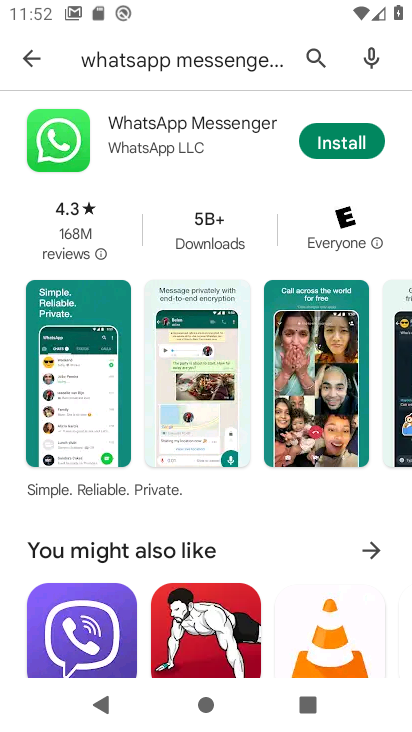 11:52
whatsapp messenge...
WhatsApp Messenger
WhatsApp LLC
Install
4.3★
168M
reviews
5B+
Downloads
E
Everyone
Simple.
Reliable.
Private.
Message privately with
end-to-end encryption
Call across the world
for free
Simple. Reliable. Private.
You might also like